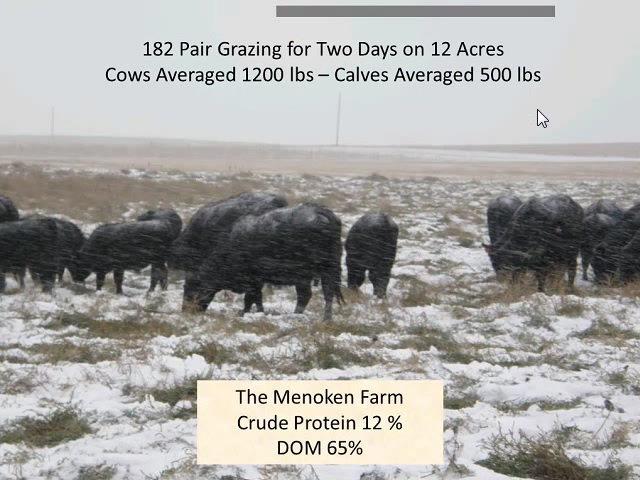 182 Pair Grazing for Two Days on 12 Acres
Cows Averaged 1200 lbs – Calves Averaged 500 lbs
The Menoken Farm
Crude Protein 12 %
DOM 65%